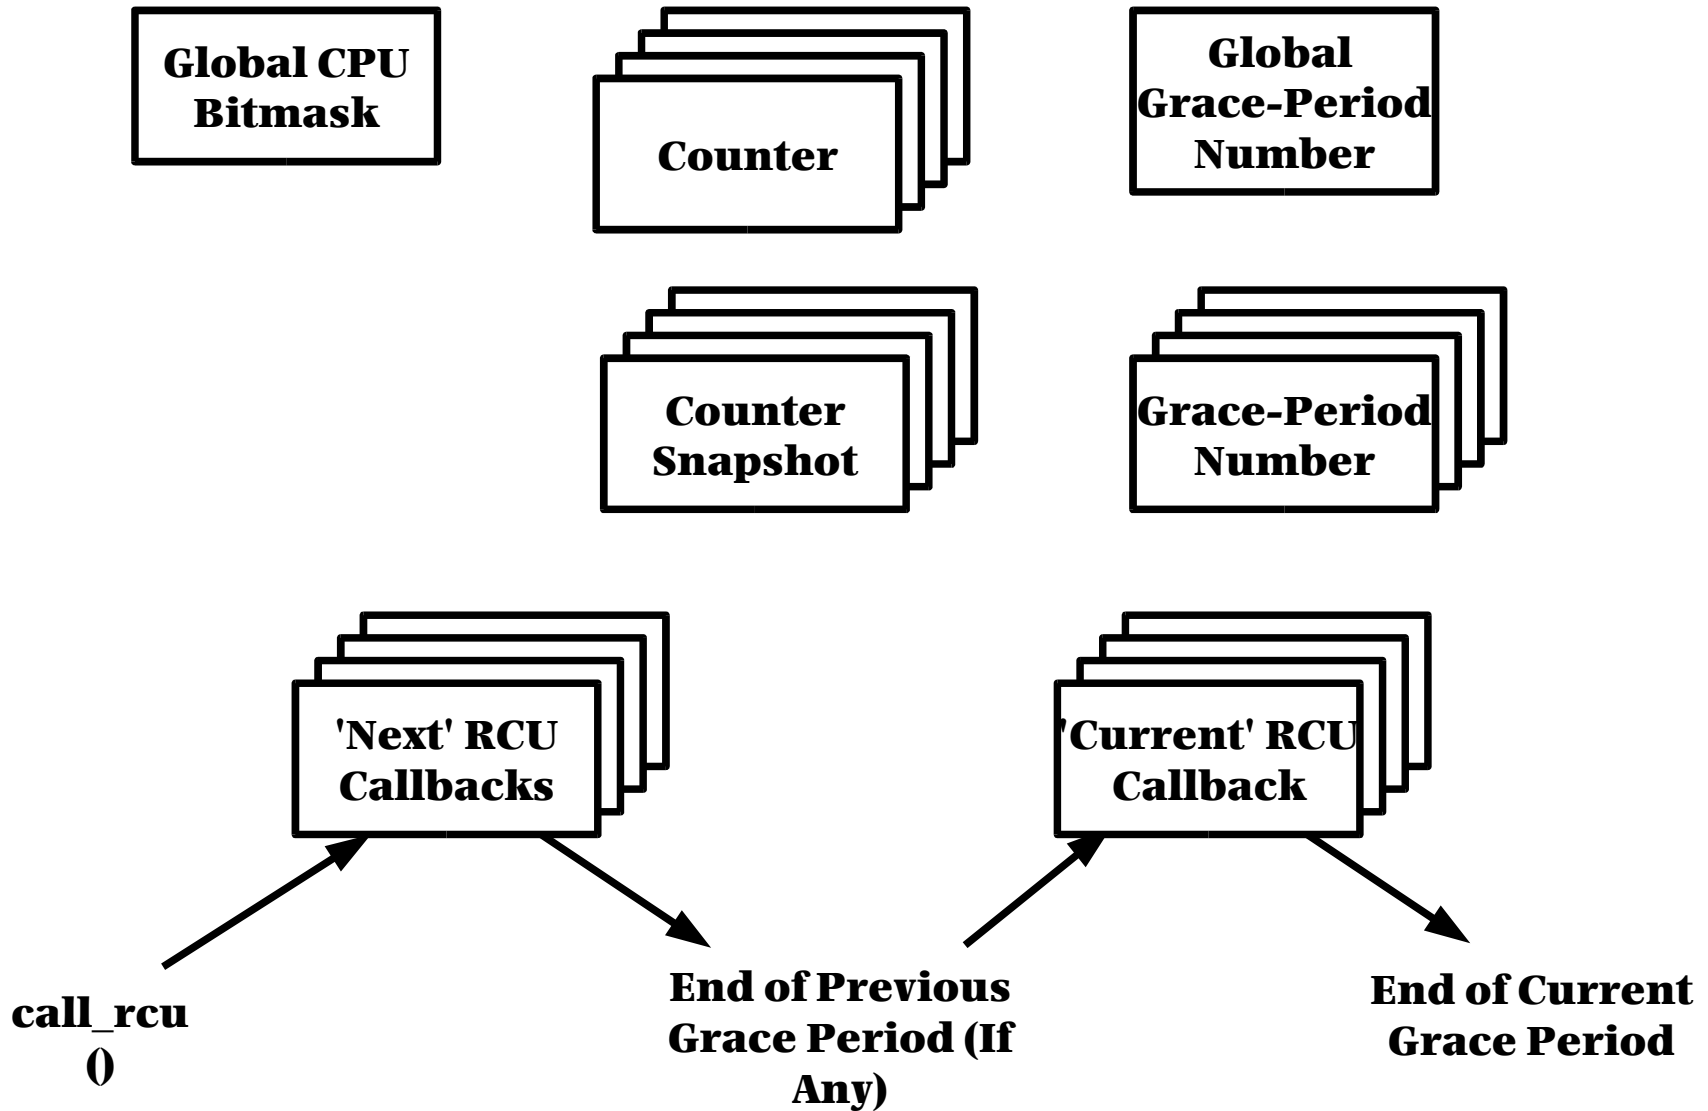 Global CPU
Bitmask
Counter
Global
Grace-Period
Number
Counter
Snapshot
Grace-Period
Number
'Next' RCU
Callbacks
'Current' RCU
Callback
call_rcu
()
End of Previous
Grace Period (If
Any)
End of Current
Grace Period